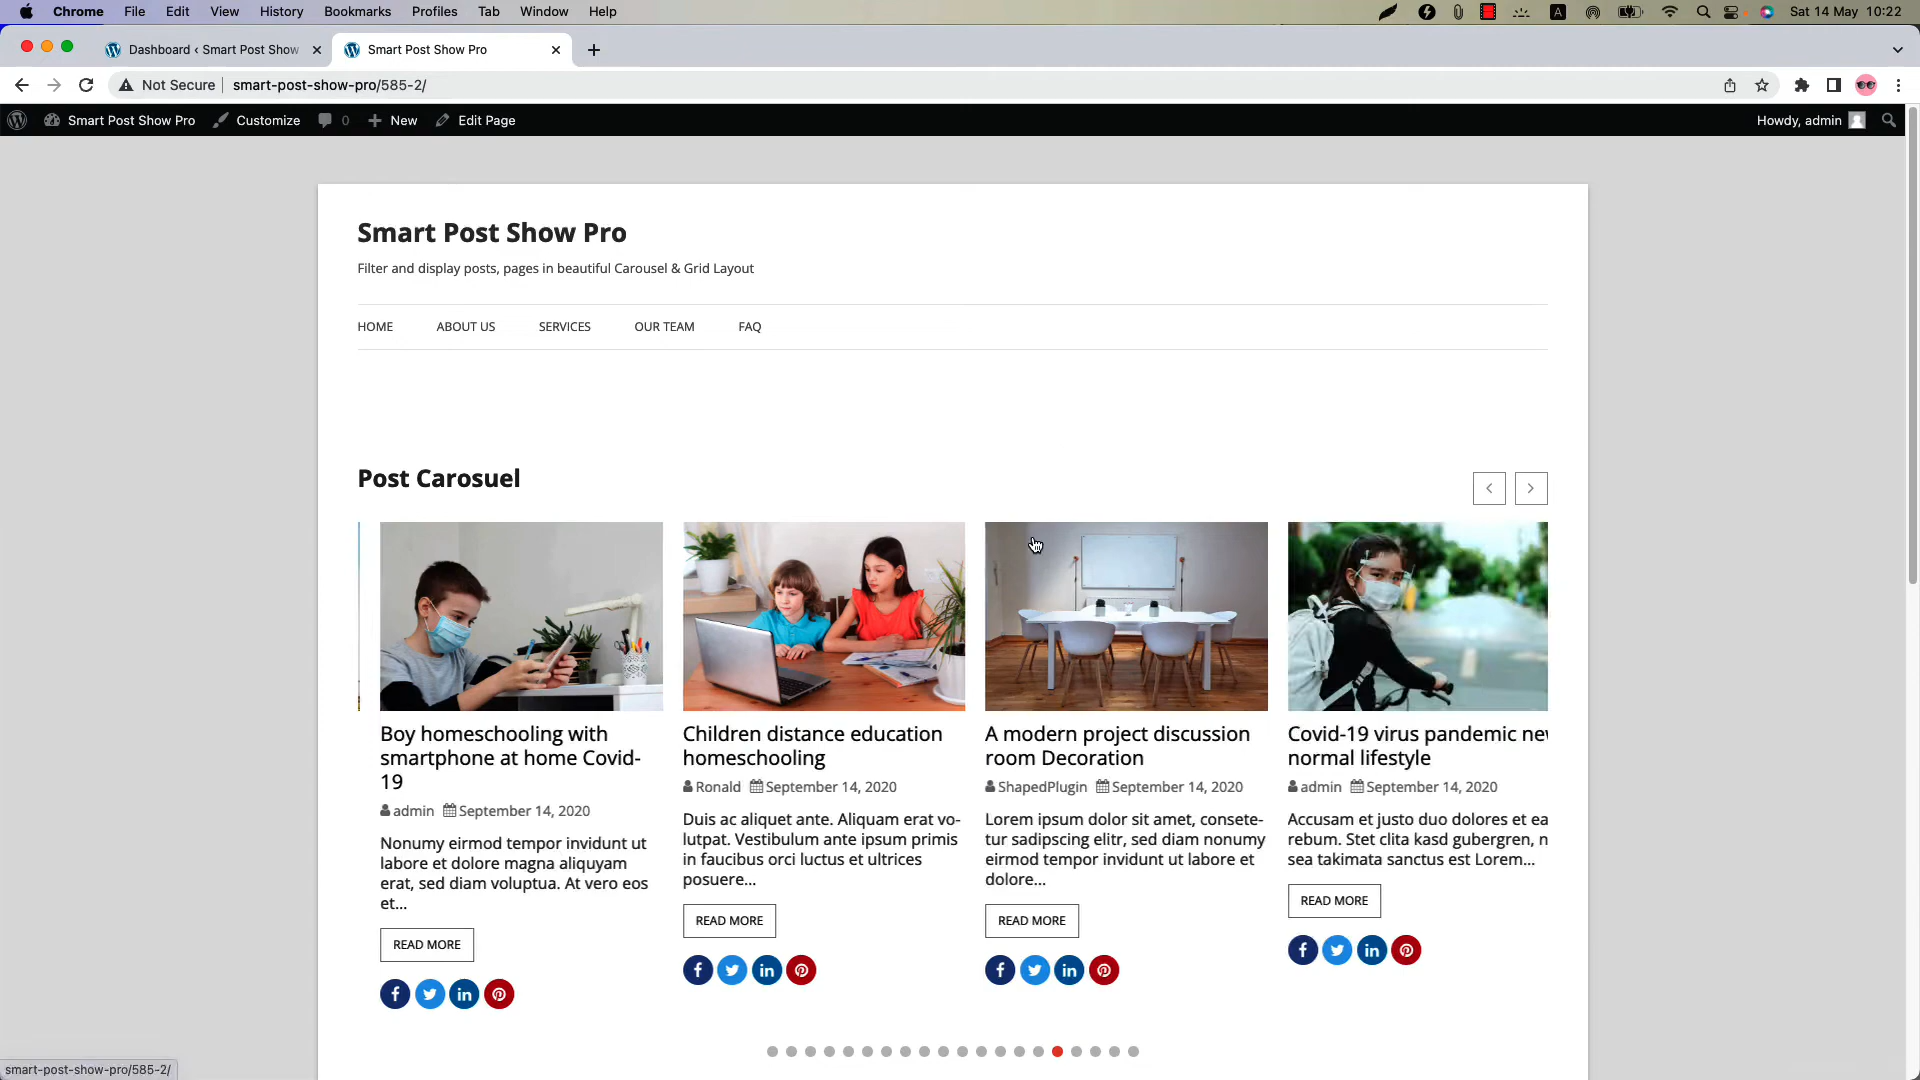 Chrome File Edit View History Bookmarks Profiles Tab Window Help A Sat 14 May 10:22
Dashboard ‹ Smart Post Show Smart Post Show Pro
Not Secure smart-post-show-pro/585-2/
Smart Post Show Pro Customize 0 New Edit Page Howdy, admin
Smart Post Show Pro
Filter and display posts, pages in beautiful Carousel & Grid Layout
HOME ABOUT US SERVICES OUR TEAM FAQ
Post Carosuel
Boy homeschooling with
smartphone at home Covid-
19
admin September 14, 2020
Nonumy eirmod tempor invidunt ut
labore et dolore magna aliquyam
erat, sed diam voluptua. At vero eos
et...
READ MORE
Children distance education
homeschooling
Ronald September 14, 2020
Duis ac aliquet ante. Aliquam erat vo-
lutpat. Vestibulum ante ipsum primis
in faucibus orci luctus et ultrices
posuere...
READ MORE
A modern project discussion
room Decoration
ShapedPlugin September 14, 2020
Lorem ipsum dolor sit amet, consete-
tur sadipscing elitr, sed diam nonumy
eirmod tempor invidunt ut labore et
dolore...
READ MORE
Covid-19 virus pandemic nev
normal lifestyle
admin September 14, 2020
Accusam et justo duo dolores et ea
rebum. Stet clita kasd gubergren, n
sea takimata sanctus est Lorem...
READ MORE
smart-post-show-pro/585-2/